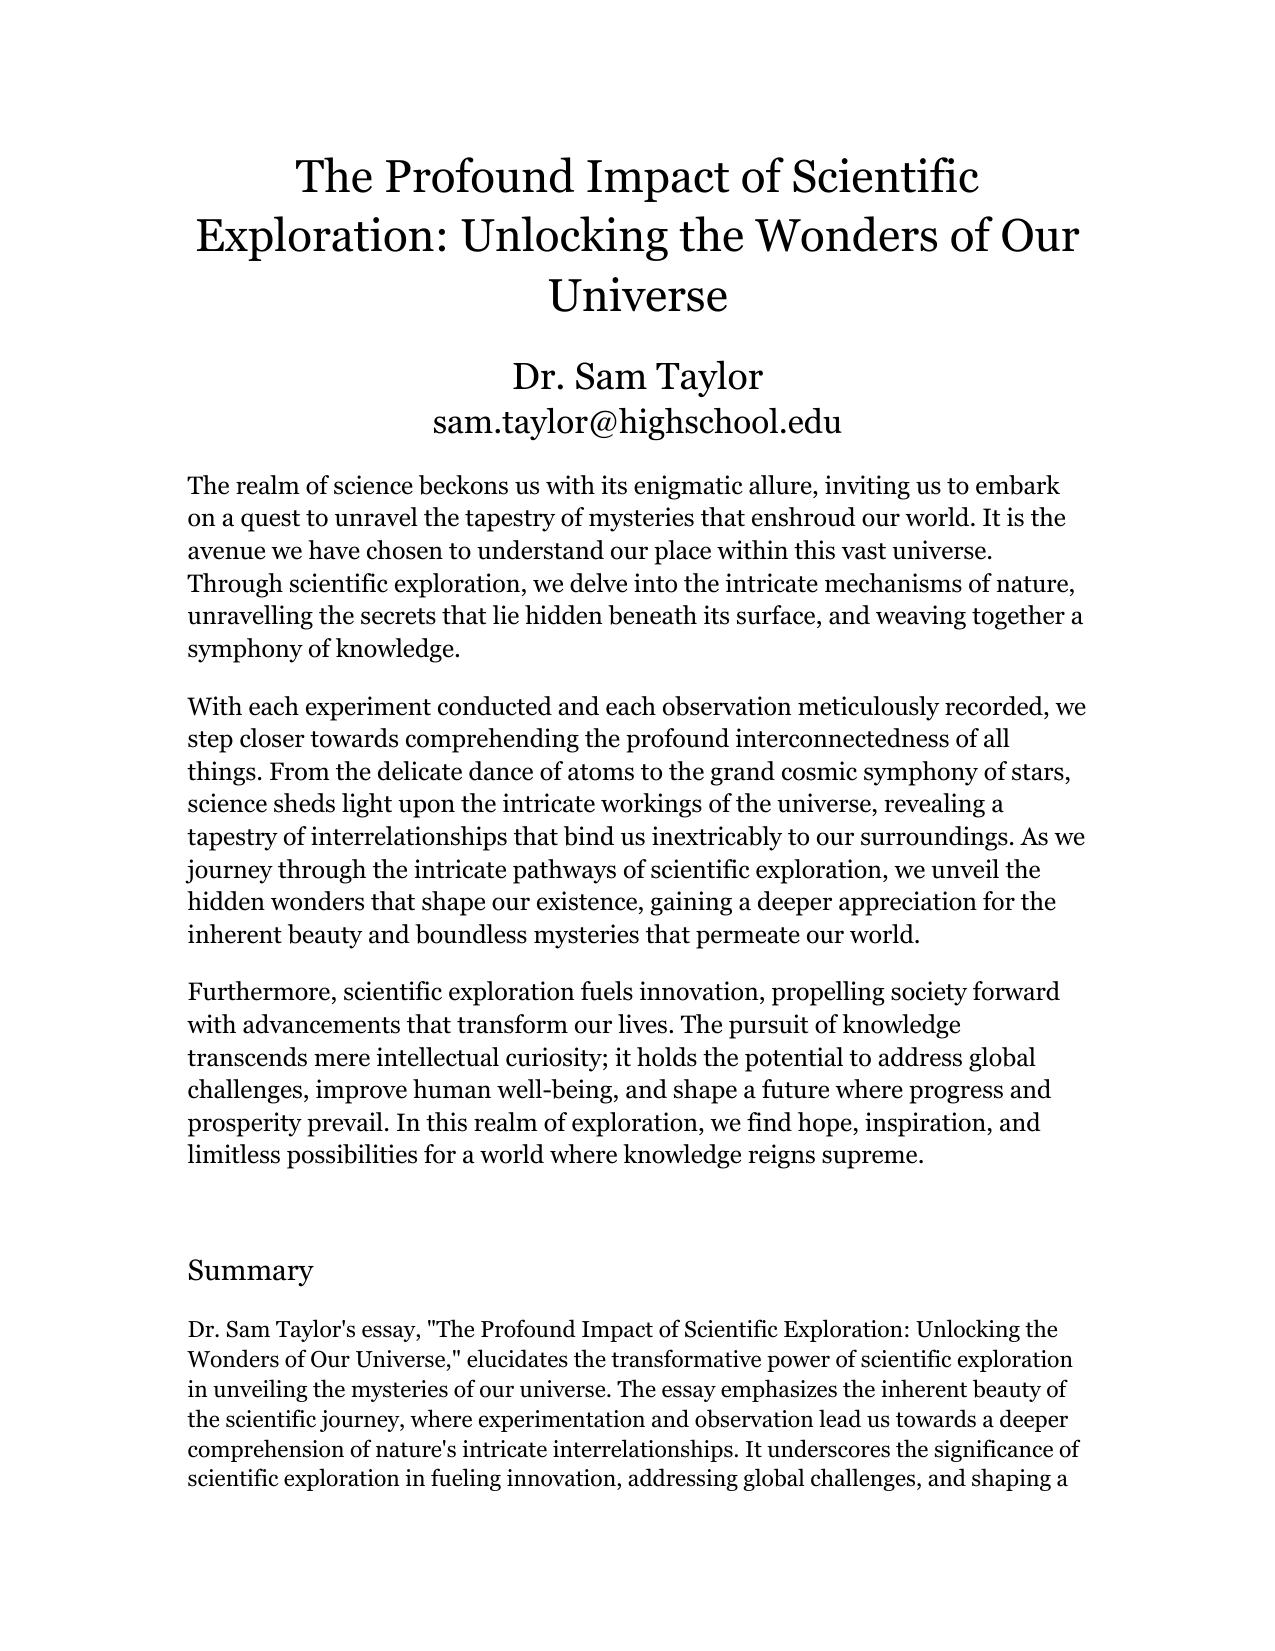 The Profound Impact of Scientific
Exploration: Unlocking the Wonders of Our
Universe
Dr. Sam Taylor
sam.taylor@highschool.edu
The realm of science beckons us with its enigmatic allure, inviting us to embark
on a quest to unravel the tapestry of mysteries that enshroud our world. It is the
avenue we have chosen to understand our place within this vast universe.
Through scientific exploration, we delve into the intricate mechanisms of nature,
unravelling the secrets that lie hidden beneath its surface, and weaving together a
symphony of knowledge.
With each experiment conducted and each observation meticulously recorded, we
step closer towards comprehending the profound interconnectedness of all
things. From the delicate dance of atoms to the grand cosmic symphony of stars,
science sheds light upon the intricate workings of the universe, revealing a
tapestry of interrelationships that bind us inextricably to our surroundings. As we
journey through the intricate pathways of scientific exploration, we unveil the
hidden wonders that shape our existence, gaining a deeper appreciation for the
inherent beauty and boundless mysteries that permeate our world.
Furthermore, scientific exploration fuels innovation, propelling society forward
with advancements that transform our lives. The pursuit of knowledge
transcends mere intellectual curiosity; it holds the potential to address global
challenges, improve human well-being, and shape a future where progress and
prosperity prevail. In this realm of exploration, we find hope, inspiration, and
limitless possibilities for a world where knowledge reigns supreme.
Summary
Dr. Sam Taylor's essay, "The Profound Impact of Scientific Exploration: Unlocking the
Wonders of Our Universe," elucidates the transformative power of scientific exploration
in unveiling the mysteries of our universe. The essay emphasizes the inherent beauty of
the scientific journey, where experimentation and observation lead us towards a deeper
comprehension of nature's intricate interrelationships. It underscores the significance of
scientific exploration in fueling innovation, addressing global challenges, and shaping a